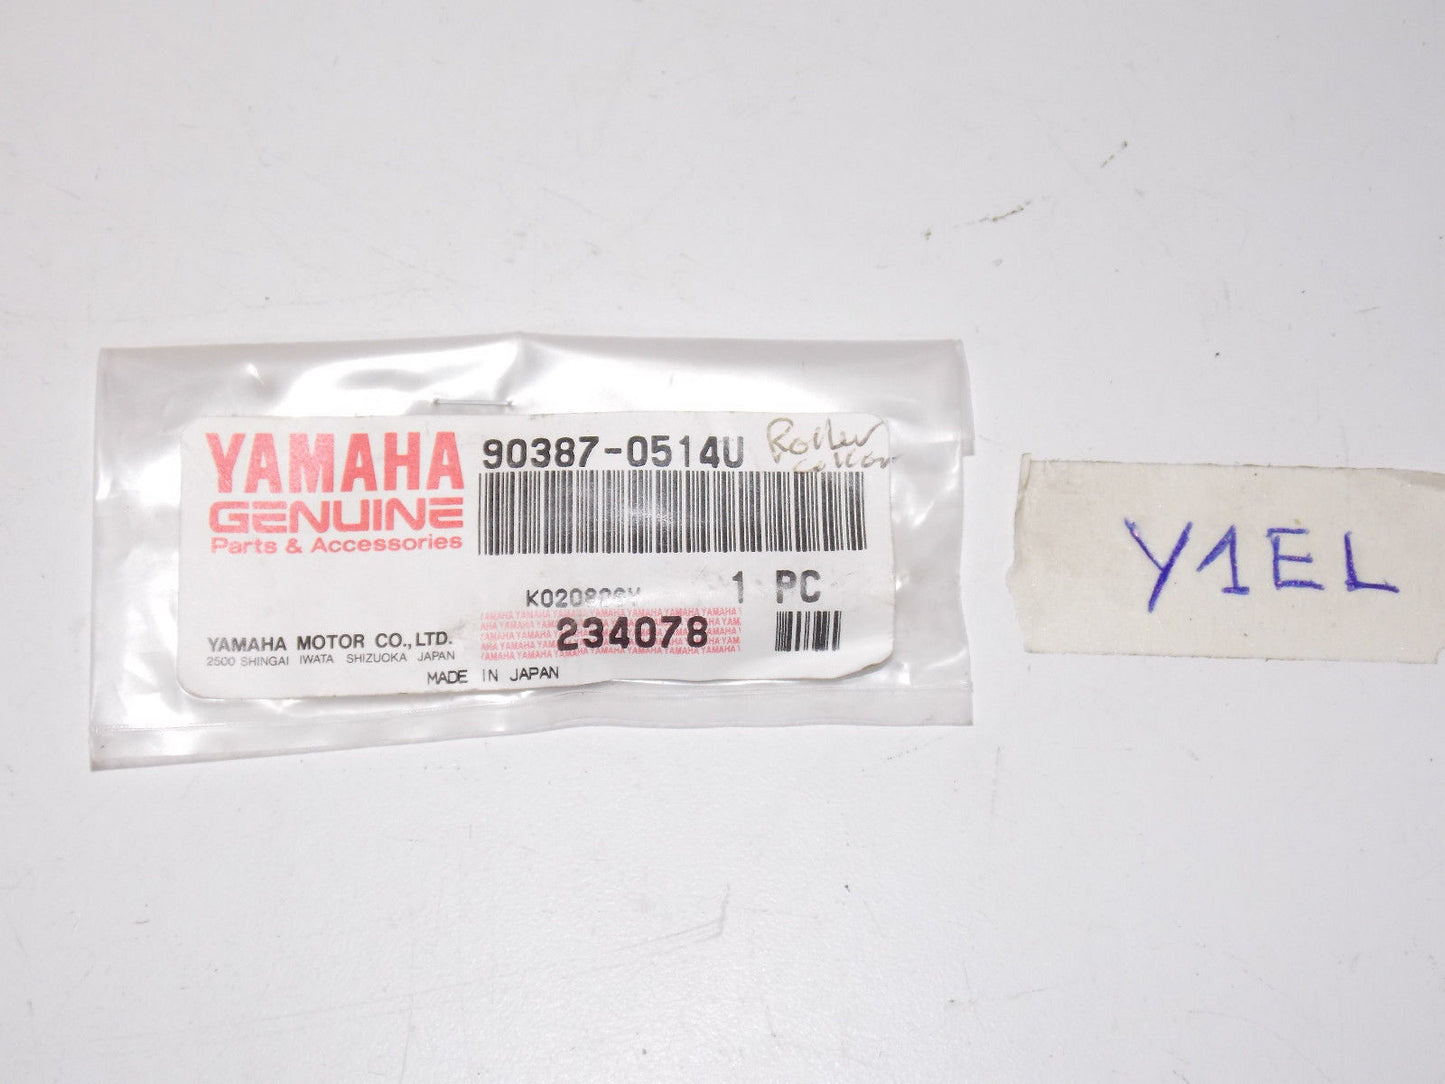 YAMAHA
GENUINE
Parts & Accessories
90387-0514U
Roller
1 PC
234078
YAMAHA MOTOR CO.,LTD.
2500 SHINGAI IWATA SHIZUOKA JAPAN
MADE IN JAPAN
Y1EL